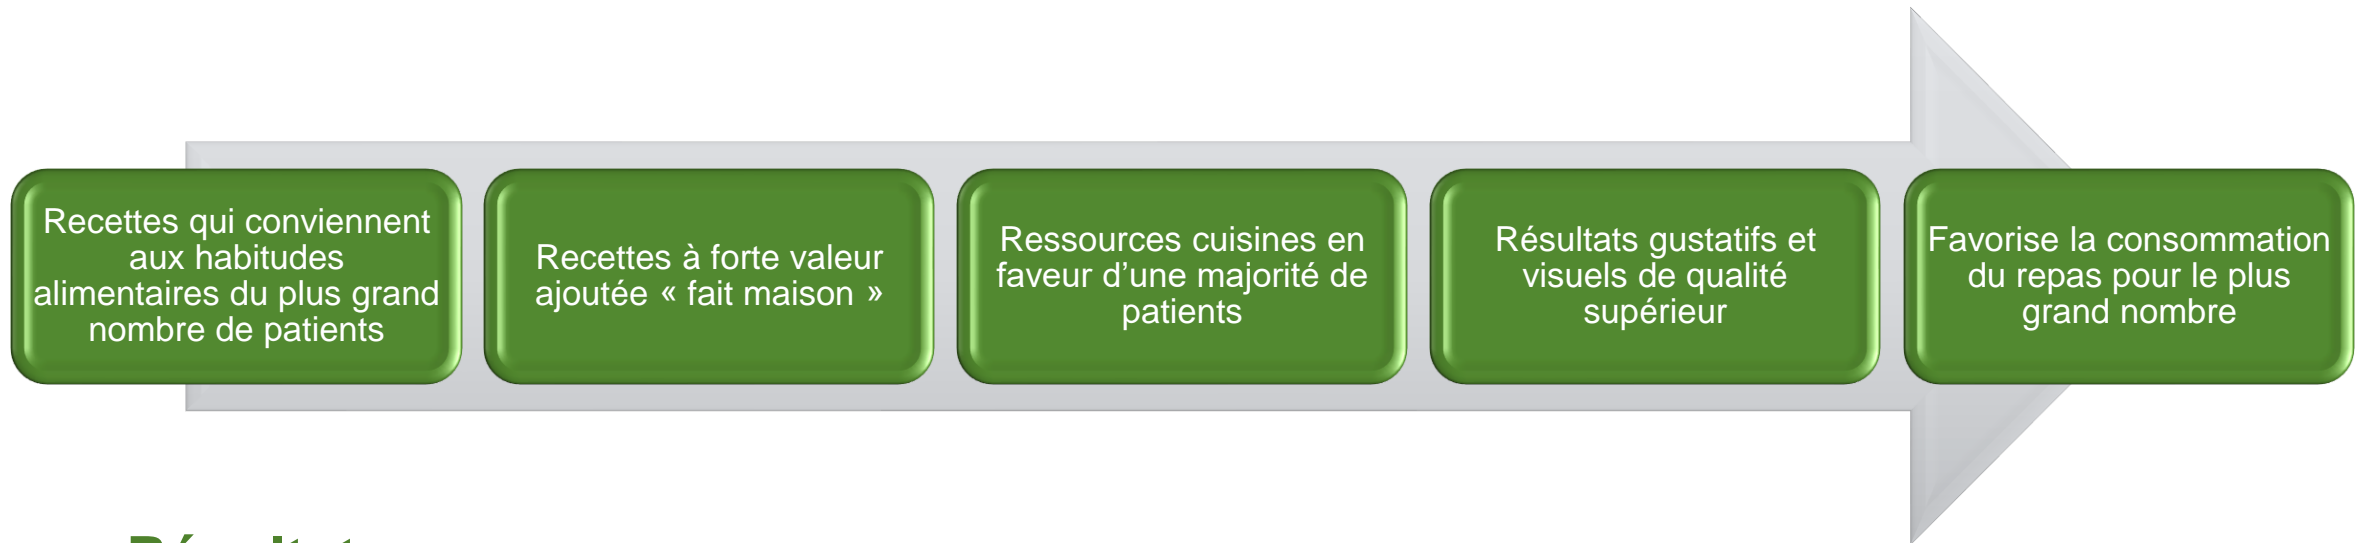 Recettes qui conviennent
aux habitudes
alimentaires du plus grand
nombre de patients
Recettes à forte valeur
ajoutée « fait maison »
Ressources cuisines en
faveur d’une majorité de
patients
Résultats gustatifs et
visuels de qualité
supérieur
Favorise la consommation
du repas pour le plus
grand nombre